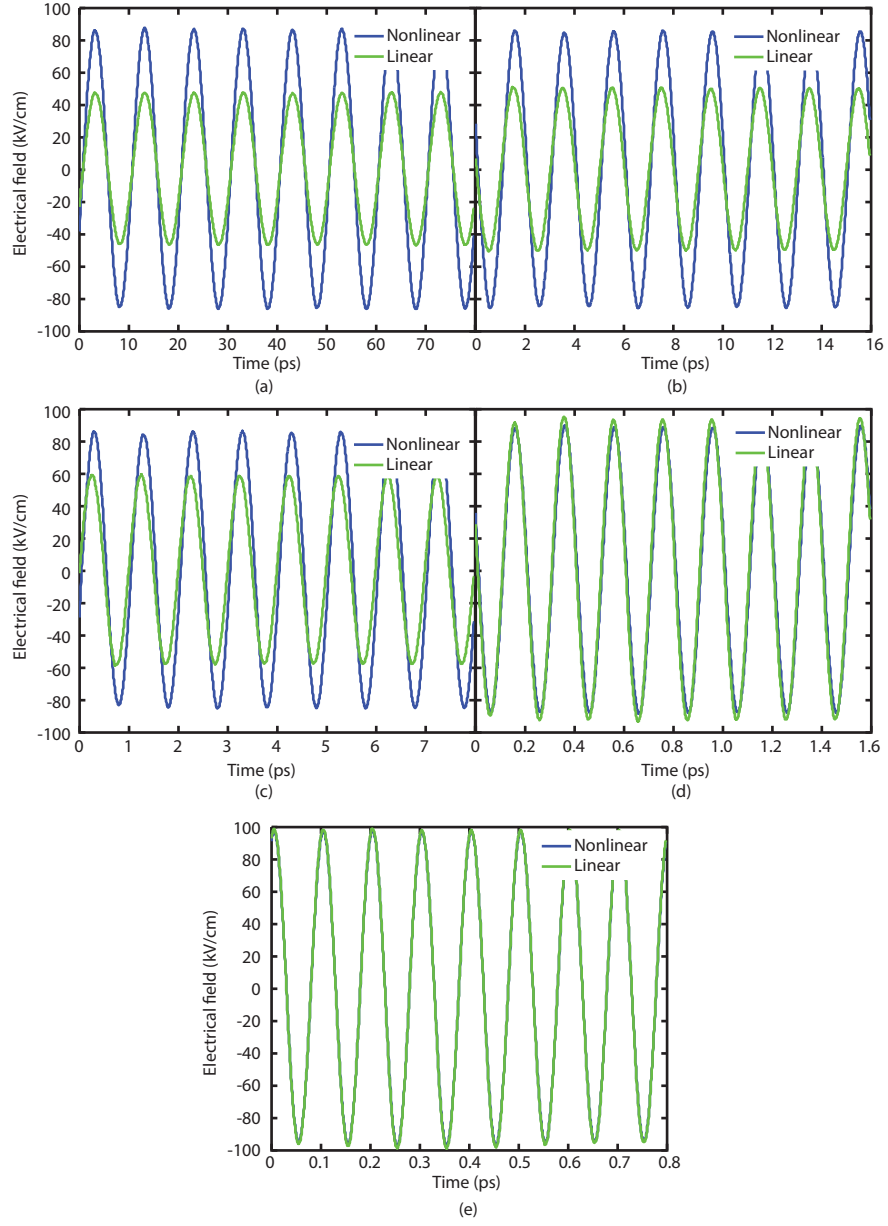 100
80
60
40
20
0
-20
-40
-60
-80
-100
Electrical field (kV/cm)
Nonlinear
Linear
0 10 20 30 40 50 60 70
Time (ps)
(a)
Nonlinear
Linear
0 2 4 6 8 10 12 14 16
Time (ps)
(b)
100
80
60
40
20
0
-20
-40
-60
-80
-100
Electrical field (kV/cm)
Nonlinear
Linear
0 1 2 3 4 5 6 7
Time (ps)
(c)
Nonlinear
Linear
0 0.2 0.4 0.6 0.8 1.0 1.2 1.4 1.6
Time (ps)
(d)
100
80
60
40
20
0
-20
-40
-60
-80
-100
Electrical field (kV/cm)
Nonlinear
Linear
0 0.1 0.2 0.3 0.4 0.5 0.6 0.7 0.8
Time (ps)
(e)